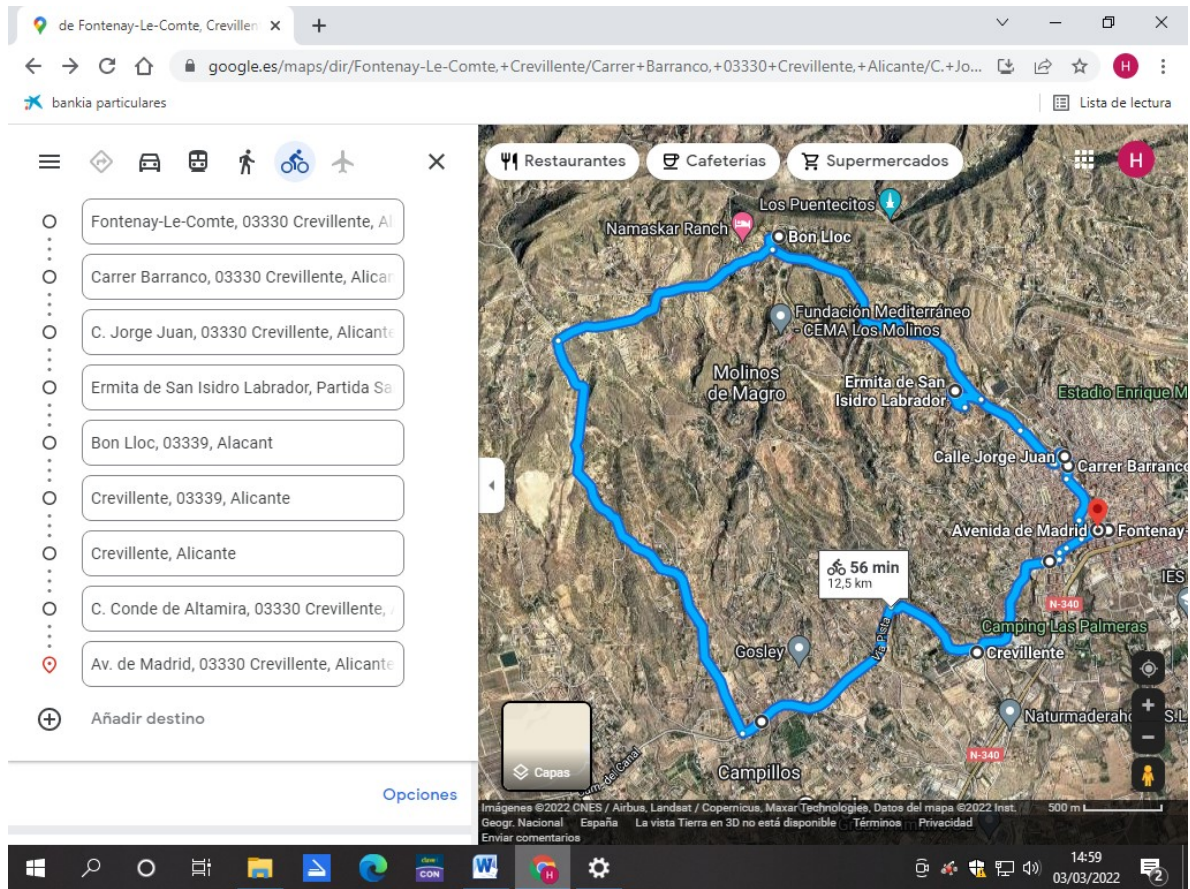 de Fontenay-Le-Comte, Crevillen
google.es/maps/dir/Fontenay-Le-Comte,+Crevillente/Carrer+Barranco,+03330+Crevillente,+Alicante/C.+Jo...
H
bankia particulares
Lista de lectura
Restaurantes
Cafeterías
Supermercados
H
Fontenay-Le-Comte, 03330 Crevillente, Al
Carrer Barranco, 03330 Crevillente, Alican
C. Jorge Juan, 03330 Crevillente, Alicante
Ermita de San Isidro Labrador, Partida Sa
Bon Lloc, 03339, Alacant
Crevillente, 03339, Alicante
Crevillente, Alicante
C. Conde de Altamira, 03330 Crevillente,
Av. de Madrid, 03330 Crevillente, Alicante
Añadir destino
Opciones
Los Puentecitos
Namaskar Ranch
Bon Lloc
Fundación Mediterráneo
- CEMA Los Molinos
Molinos
de Magro
Ermita de San
Isidro Labrador
Estadio Enrique M
Calle Jorge Juan
Carrer Barranco
Avenida de Madrid
Fontenay-
56 min
12,5 km
IES
N-340
Camping Las Palmeras
Vía Pista
Gosley
Crevillente
Naturmaderah
S.L
N-340
Capas
del Canal
Campillos
Imágenes ©2022 CNES / Airbus, Landsat / Copernicus, Maxar Technologies, Datos del mapa ©2022 Inst.
500 m
Geogr. Nacional
España
La vista Tierra en 3D no está disponible
Términos
Privacidad
Enviar comentarios
CON
W
H
14:59
03/03/2022
2